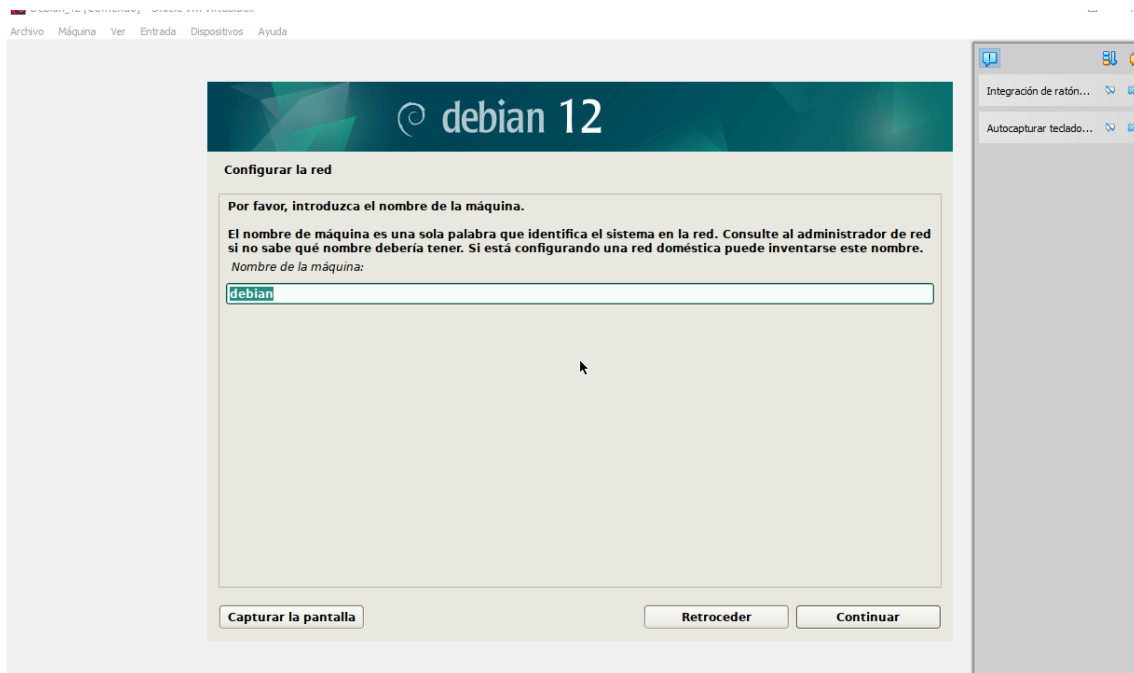 Archivo Máquina Ver Entrada Dispositivos Ayuda
Integración de ratón...
Autocapturar teclado...
debian 12
Configurar la red
Por favor, introduzca el nombre de la máquina.
El nombre de máquina es una sola palabra que identifica el sistema en la red. Consulte al administrador de red
si no sabe qué nombre debería tener. Si está configurando una red doméstica puede inventarse este nombre.
Nombre de la máquina:
debian
Capturar la pantalla
Retroceder
Continuar